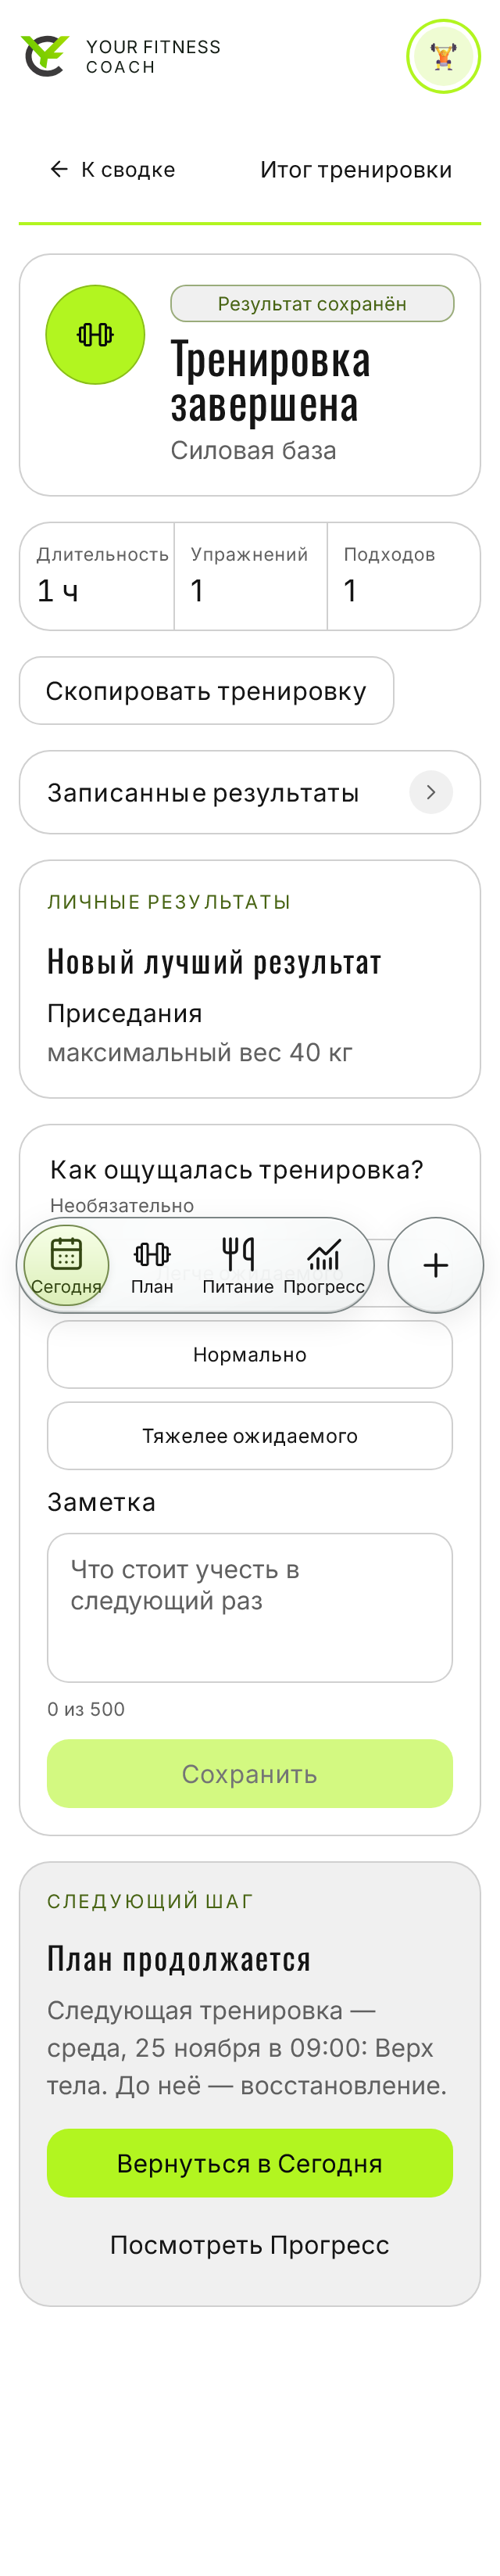 YOUR FITNESS
COACH
К сводке
Итог тренировки
Результат сохранён
Тренировка
завершена
Силовая база
Длительность
1 ч
Упражнений
1
Подходов
1
Скопировать тренировку
Записанные результаты
ЛИЧНЫЕ РЕЗУЛЬТАТЫ
Новый лучший результат
Приседания
максимальный вес 40 кг
Как ощущалась тренировка?
Необязательно
Сегодня
План
Питание
Прогресс
Нормально
Тяжелее ожидаемого
Заметка
Что стоит учесть в
следующий раз
0 из 500
Сохранить
СЛЕДУЮЩИЙ ШАГ
План продолжается
Следующая тренировка —
среда, 25 ноября в 09:00: Верх
тела. До неё — восстановление.
Вернуться в Сегодня
Посмотреть Прогресс